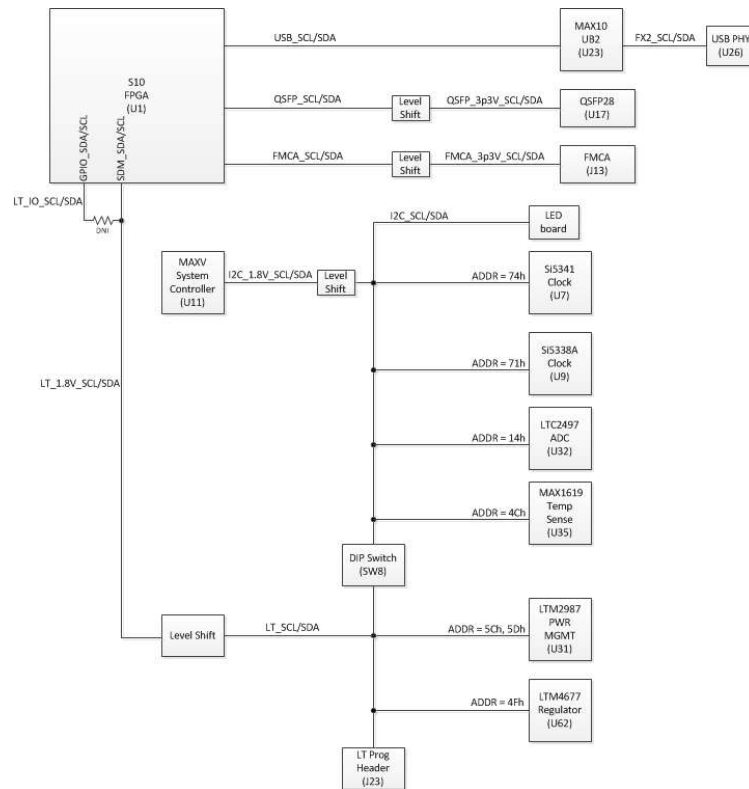 USB_SCL/SDA
MAX10
UB2
(U23)
FX2_SCL/SDA
USB PHY
(U26)
S10
FPGA
(U1)
QSFP_SCL/SDA
Level
Shift
QSFP_3p3V_SCL/SDA
QSFP28
(U17)
GPIO_SDA/SCL
SDM_SDA/SCL
FMCA_SCL/SDA
Level
Shift
FMCA_3p3V_SCL/SDA
FMCA
(J13)
LT_IO_SCL/SDA
DNI
I2C_SCL/SDA
LED
board
MAXV
System
Controller
(U11)
I2C_1.8V_SCL/SDA
Level
Shift
ADDR = 74h
Si5341
Clock
(U7)
ADDR = 71h
Si5338A
Clock
(U9)
LT_1.8V_SCL/SDA
ADDR = 14h
LTC2497
ADC
(U32)
ADDR = 4Ch
MAX1619
Temp
Sense
(U35)
DIP Switch
(SW8)
Level Shift
LT_SCL/SDA
ADDR = 5Ch, 5Dh
LTM2987
PWR
MGMT
(U31)
ADDR = 4Fh
LTM4677
Regulator
(U62)
LT Prog
Header
(J23)